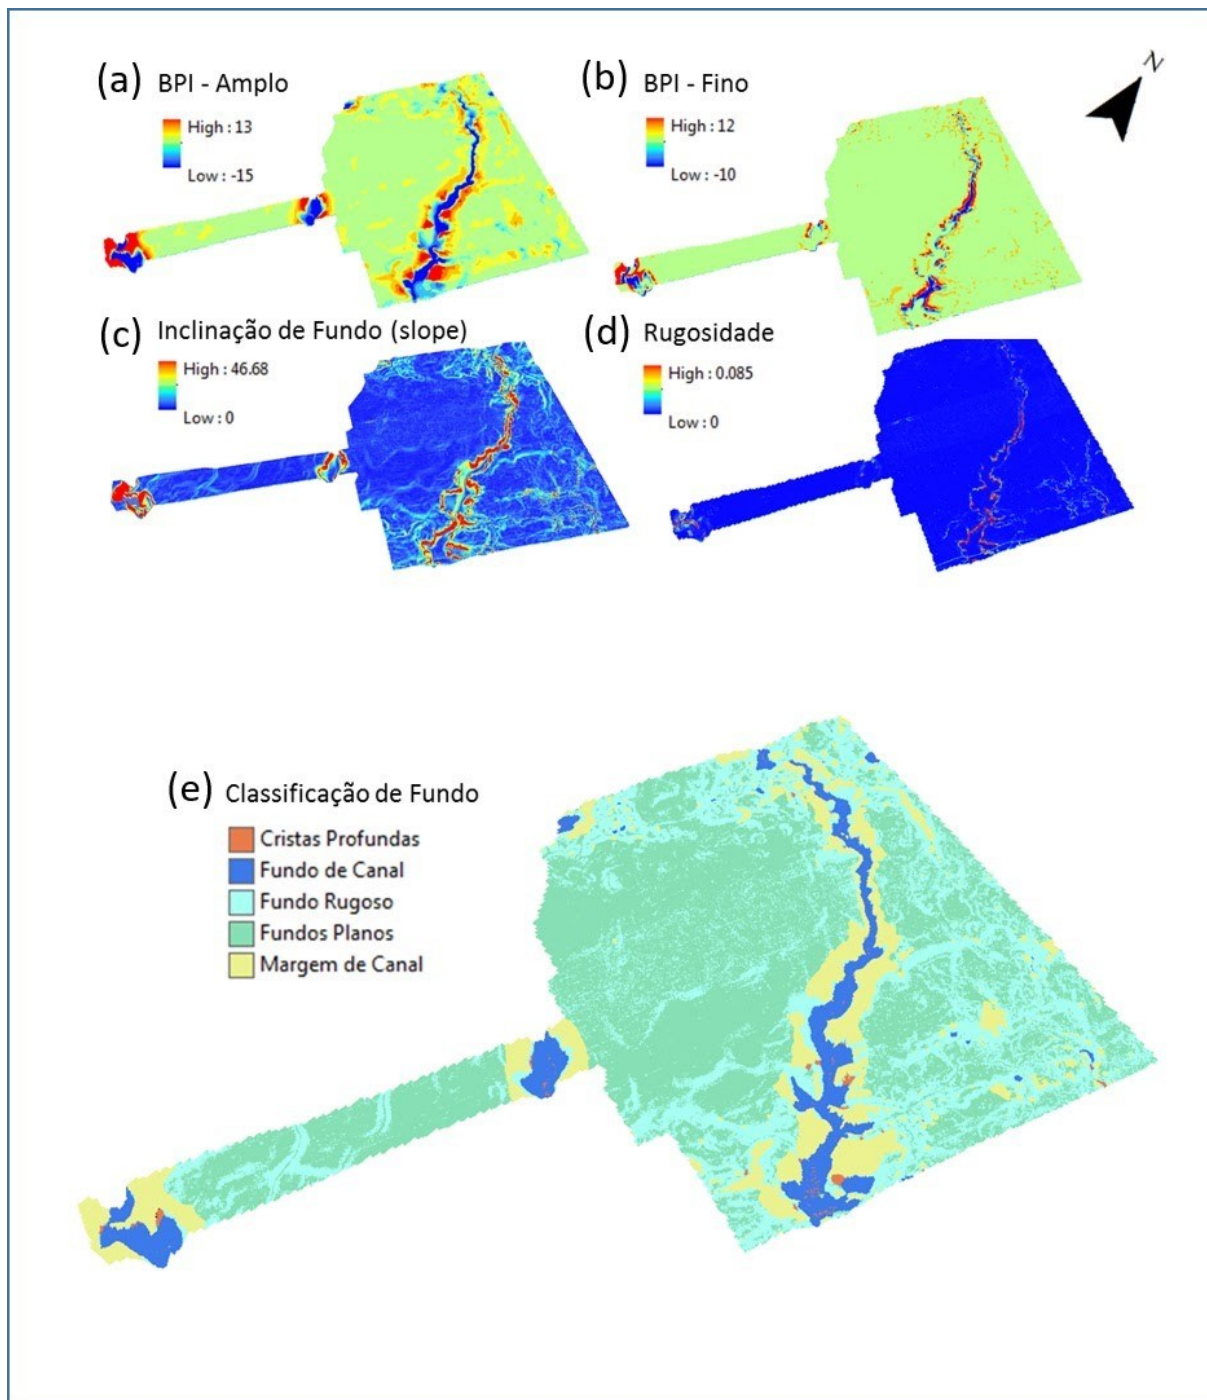 (a) BPI - Amplo
High : 13
Low : -15
(b) BPI - Fino
High : 12
Low : -10
N
(c) Inclinação de Fundo (slope)
High : 46.68
Low : 0
(d) Rugosidade
High : 0.085
Low : 0
(e) Classificação de Fundo
Cristas Profundas
Fundo de Canal
Fundo Rugoso
Fundos Planos
Margem de Canal